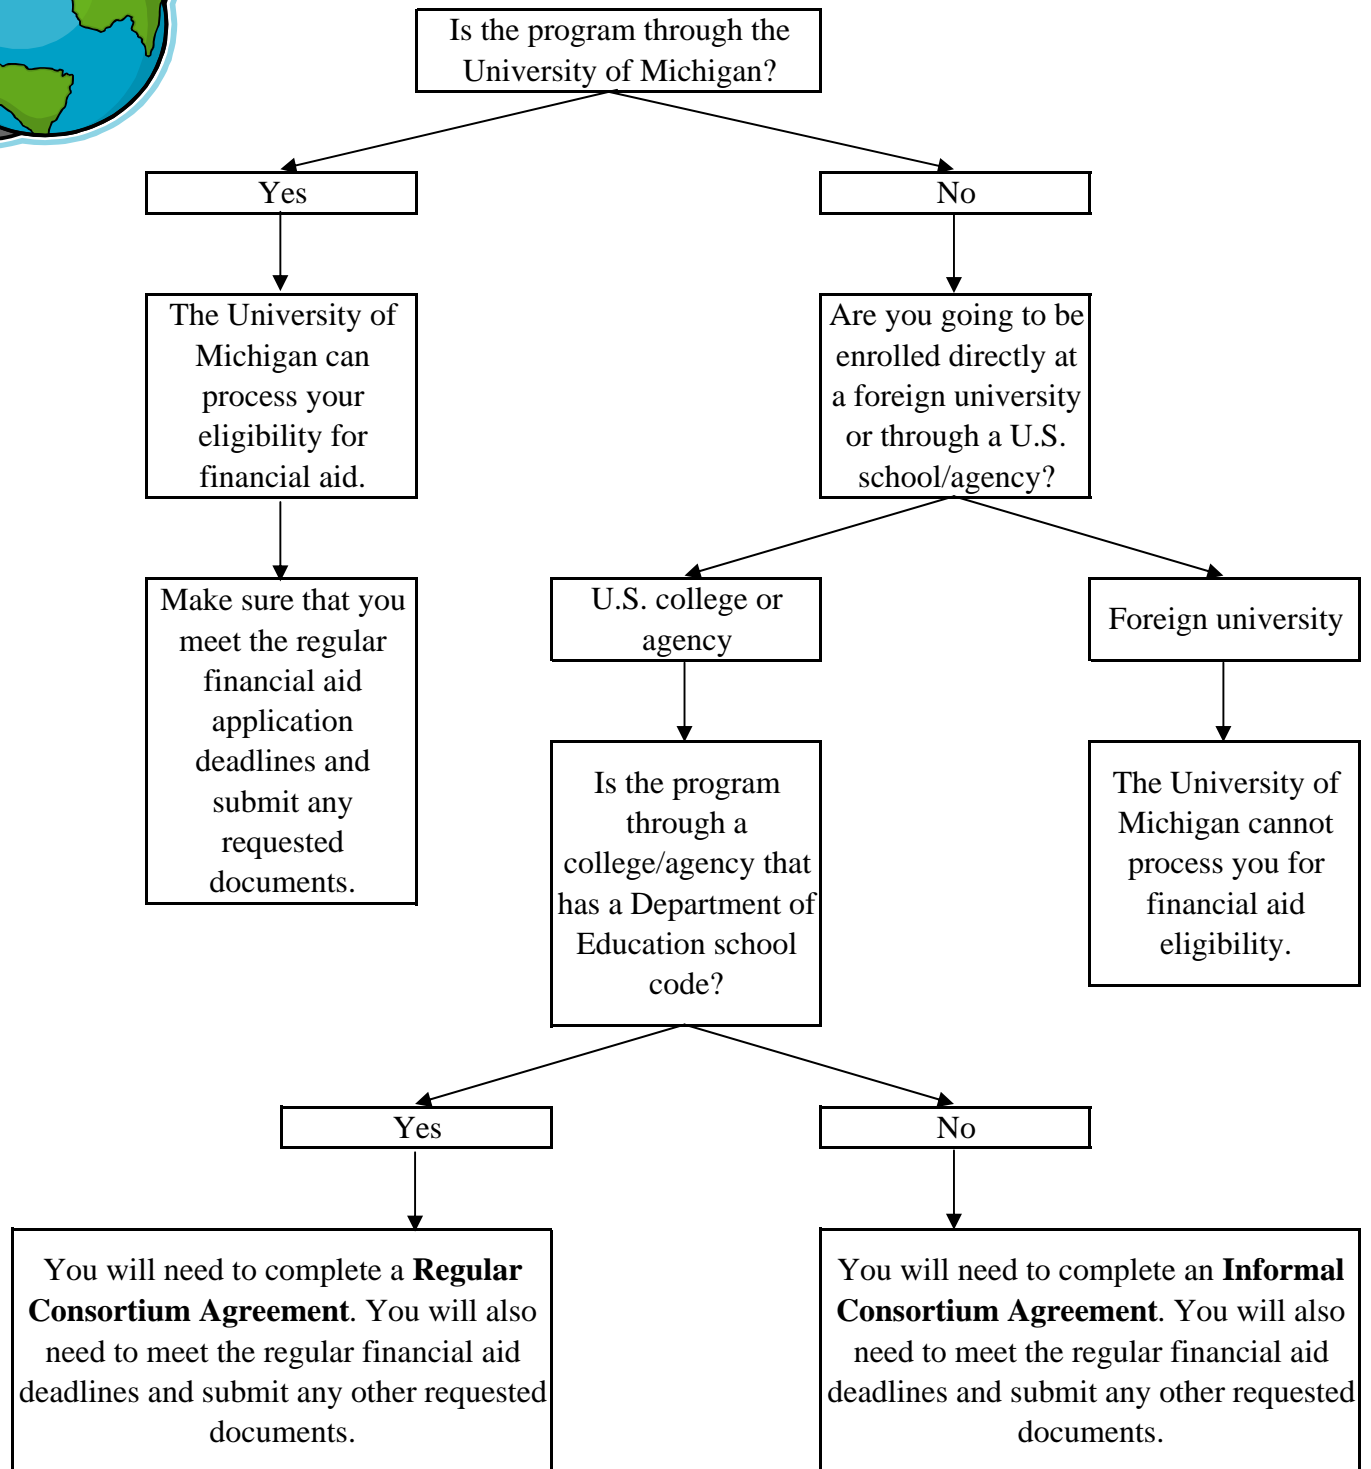 Is the program through the
University of Michigan?
Yes
No
The University of
Michigan can
process your
eligibility for
financial aid.
Are you going to be
enrolled directly at
a foreign university
or through a U.S.
school/agency?
Make sure that you
meet the regular
financial aid
application
deadlines and
submit any
requested
documents.
U.S. college or
agency
Foreign university
Is the program
through a
college/agency that
has a Department of
Education school
code?
The University of
Michigan cannot
process you for
financial aid
eligibility.
Yes
No
You will need to complete a Regular
Consortium Agreement. You will also
need to meet the regular financial aid
deadlines and submit any other requested
documents.
You will need to complete an Informal
Consortium Agreement. You will also
need to meet the regular financial aid
deadlines and submit any other requested
documents.